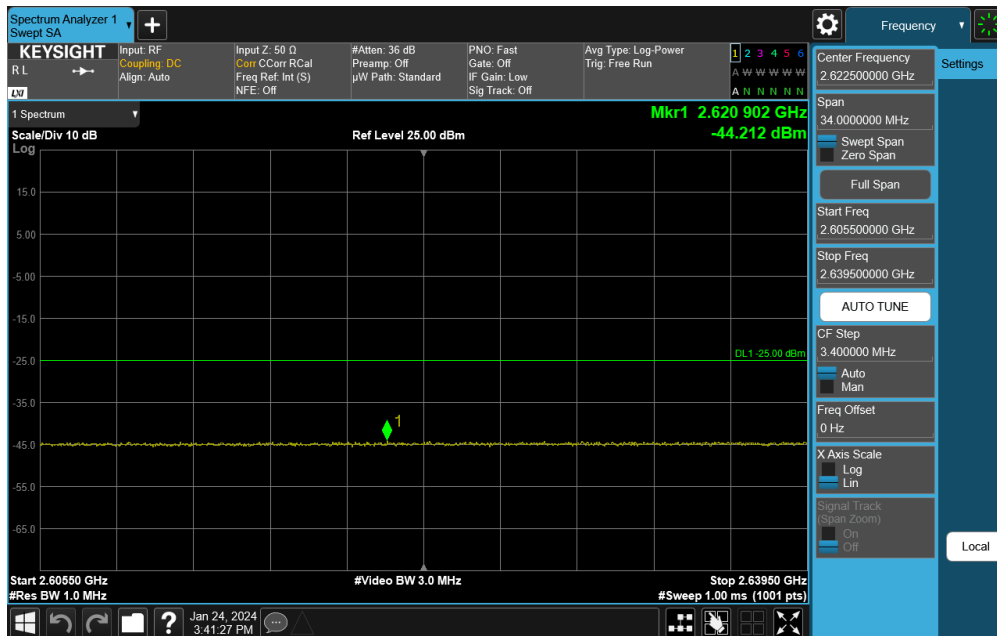 Spectrum Analyzer 1
Swept SA
+
Frequency
KEYSIGHT
R L
LXI
Input: RF
Coupling: DC
Align: Auto
Input Z: 50 Ω
Corr CCorr RCal
Freq Ref: Int (S)
NFE: Off
#Atten: 36 dB
Preamp: Off
µW Path: Standard
PNO: Fast
Gate: Off
IF Gain: Low
Sig Track: Off
Avg Type: Log-Power
Trig: Free Run
1 2 3 4 5 6
A W W W W W
A N N N N N
1 Spectrum
Scale/Div 10 dB
Log
Ref Level 25.00 dBm
Mkr1 2.620 902 GHz
-44.212 dBm
15.0
5.00
-5.00
-15.0
-25.0
-35.0
-45.0
-55.0
-65.0
DL1 -25.00 dBm
1
Start 2.60550 GHz
#Res BW 1.0 MHz
#Video BW 3.0 MHz
Stop 2.63950 GHz
#Sweep 1.00 ms (1001 pts)
Center Frequency
2.622500000 GHz
Span
34.0000000 MHz
Swept Span
Zero Span
Full Span
Start Freq
2.605500000 GHz
Stop Freq
2.639500000 GHz
AUTO TUNE
CF Step
3.400000 MHz
Auto
Man
Freq Offset
0 Hz
X Axis Scale
Log
Lin
Signal Track
(Span Zoom)
On
Off
Settings
Local
?
Jan 24, 2024
3:41:27 PM